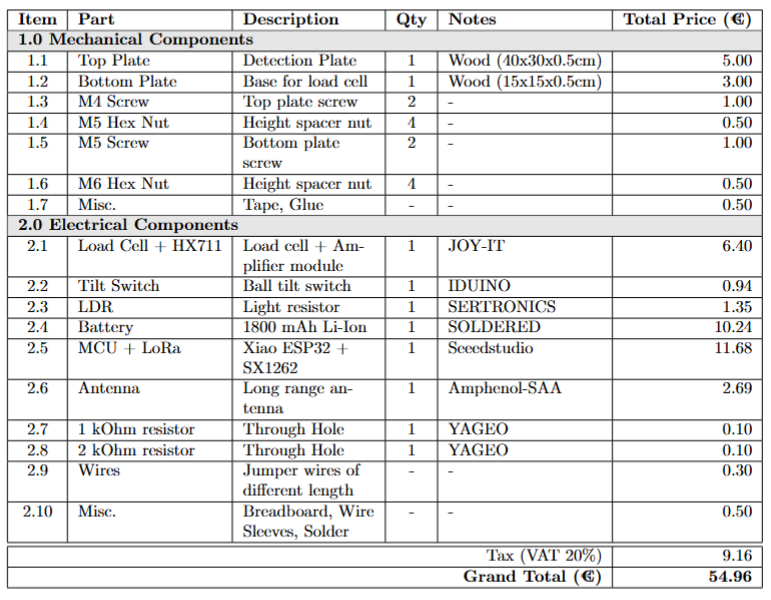 Item Part Description Qty Notes Total Price (€)
1.0 Mechanical Components
1.1 Top Plate Detection Plate 1 Wood (40x30x0.5cm) 5.00
1.2 Bottom Plate Base for load cell 1 Wood (15x15x0.5cm) 3.00
1.3 M4 Screw Top plate screw 2 - 1.00
1.4 M5 Hex Nut Height spacer nut 4 - 0.50
1.5 M5 Screw Bottom plate 2 - 1.00
screw
1.6 M6 Hex Nut Height spacer nut 4 - 0.50
1.7 Misc. Tape, Glue - - 0.50
2.0 Electrical Components
2.1 Load Cell + HX711 Load cell + Am- 1 JOY-IT 6.40
plifier module
2.2 Tilt Switch Ball tilt switch 1 IDUINO 0.94
2.3 LDR Light resistor 1 SERTRONICS 1.35
2.4 Battery 1800 mAh Li-Ion 1 SOLDERED 10.24
2.5 MCU + LoRa Xiao ESP32 + 1 Seeedstudio 11.68
SX1262
2.6 Antenna Long range an- 1 Amphenol-SAA 2.69
tenna
2.7 1 kOhm resistor Through Hole 1 YAGEO 0.10
2.8 2 kOhm resistor Through Hole 1 YAGEO 0.10
2.9 Wires Jumper wires of - - 0.30
different length
2.10 Misc. Breadboard, Wire - - 0.50
Sleeves, Solder
Tax (VAT 20%) 9.16
Grand Total (€) 54.96